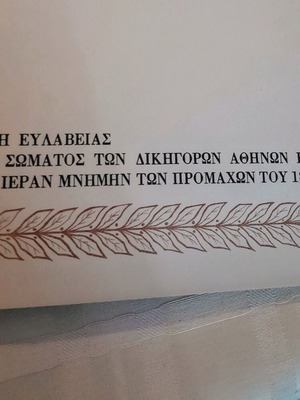 Η ΕΥΛΑΒΕΙΑΣ
ΣΩΜΑΤΟΣ ΤΩΝ ΔΙΚΗΓΟΡΩΝ ΑΘΗΝΩΝ
ΙΕΡΑΝ ΜΝΗΜΗΝ ΤΩΝ ΠΡΟΜΑΧΩΝ ΤΟΥ